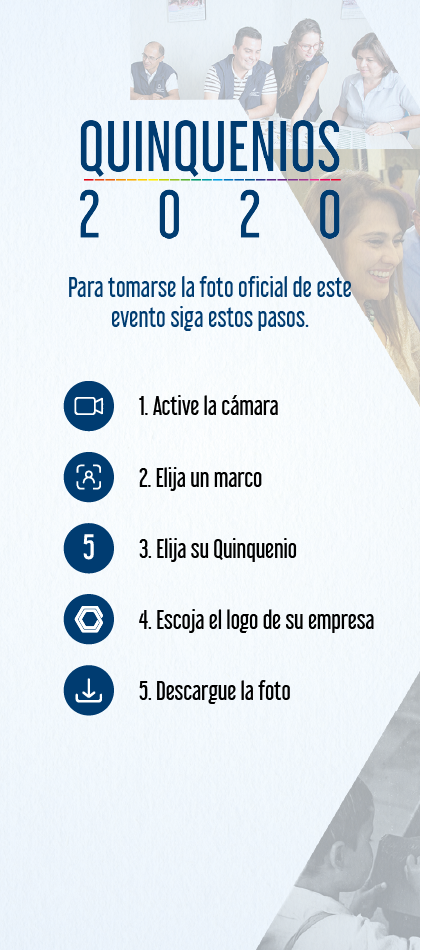 QUINQUENIOS
2020
Para tomarse la foto oficial de este
evento siga estos pasos.
1. Active la cámara
2. Elija un marco
5
3. Elija su Quinquenio
4. Escoja el logo de su empresa
5. Descargue la foto